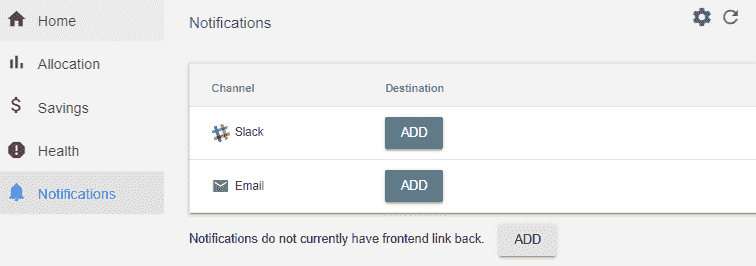 Home
Allocation
Savings
Health
Notifications
Notifications
Channel Destination
Slack ADD
Email ADD
Notifications do not currently have frontend link back. ADD